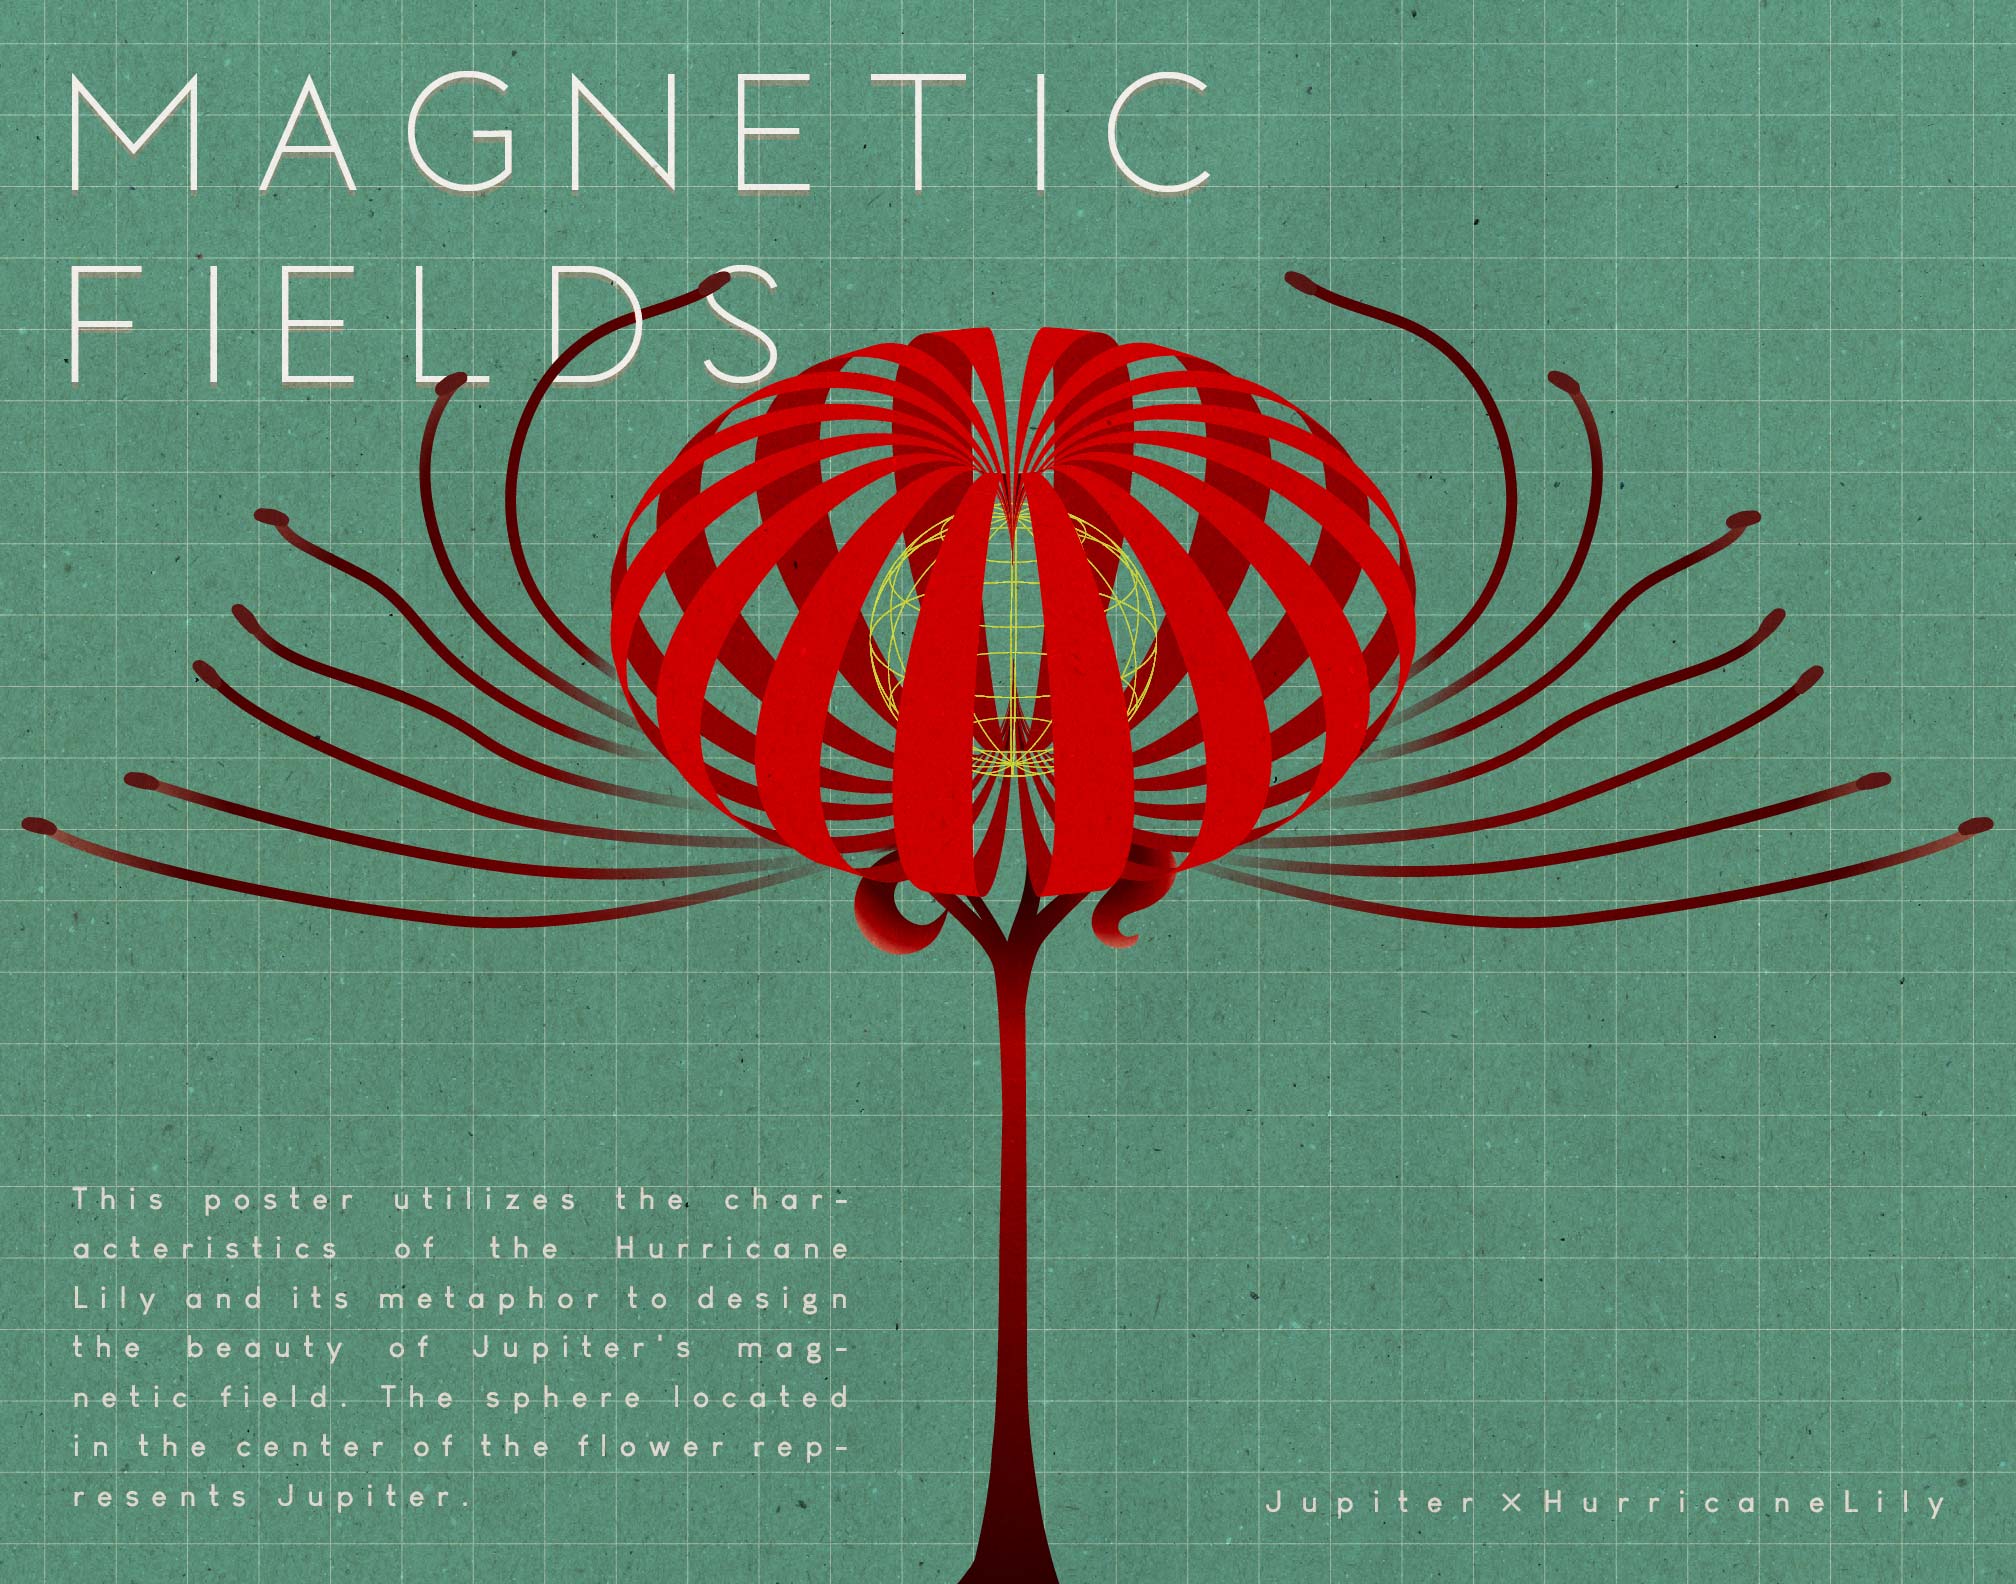 MAGNETIC
FIELDS
This poster utilizes the char-
acteristics of the Hurricane
Lily and its metaphor to design
the beauty of Jupiter's mag-
netic field. The sphere located
in the center of the flower rep-
resents Jupiter.
Jupiter×HurricaneLily